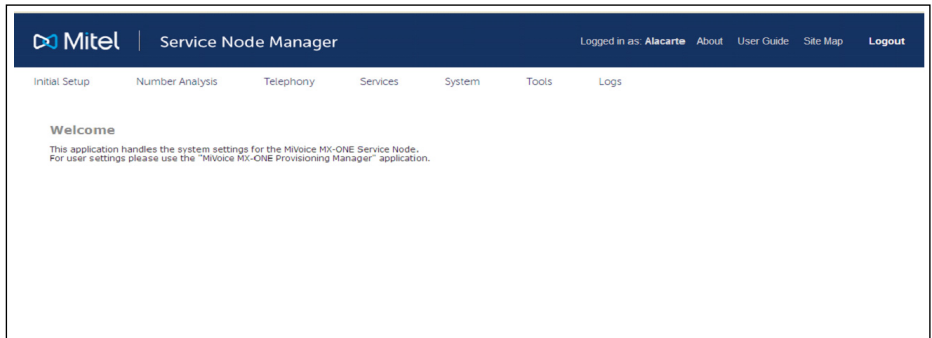 Mitel | Service Node Manager Logged in as: Alacarte About User Guide Site Map Logout
Initial Setup Number Analysis Telephony Services System Tools Logs
Welcome
This application handles the system settings for the MiVoice MX-ONE Service Node.
For user settings please use the "MiVoice MX-ONE Provisioning Manager" application.